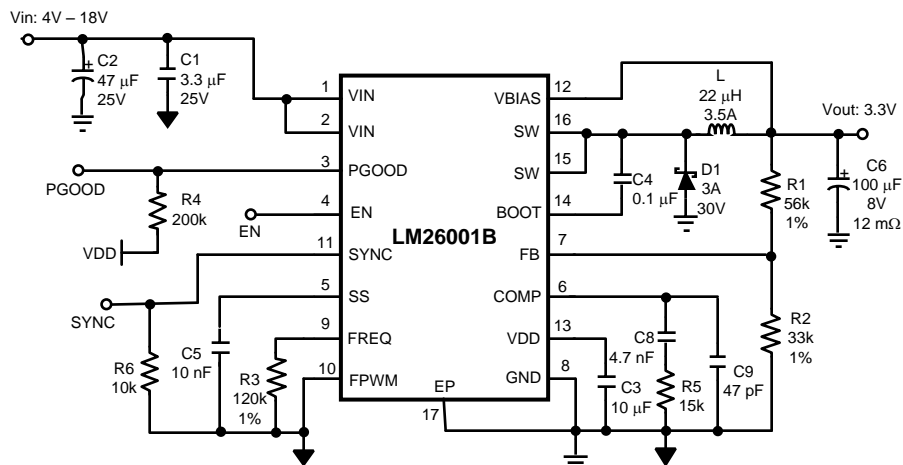 Vin: 4V – 18V
C2
47 μF
25V
C1
3.3 μF
25V
1
VIN
2
VIN
3
PGOOD
PGOOD
R4
200k
VDD
4
EN
EN
11
SYNC
SYNC
5
SS
9
FREQ
10
FPWM
R6
10k
C5
10 nF
R3
120k
1%
LM26001B
EP
17
12
VBIAS
16
SW
15
SW
14
BOOT
7
FB
6
COMP
13
VDD
8
GND
L
22 μH
3.5A
Vout: 3.3V
C4
0.1 μF
D1
3A
30V
R1
56k
1%
C6
100 μF
8V
12 mΩ
R2
33k
1%
C8
4.7 nF
R5
15k
C9
47 pF
C3
10 μF